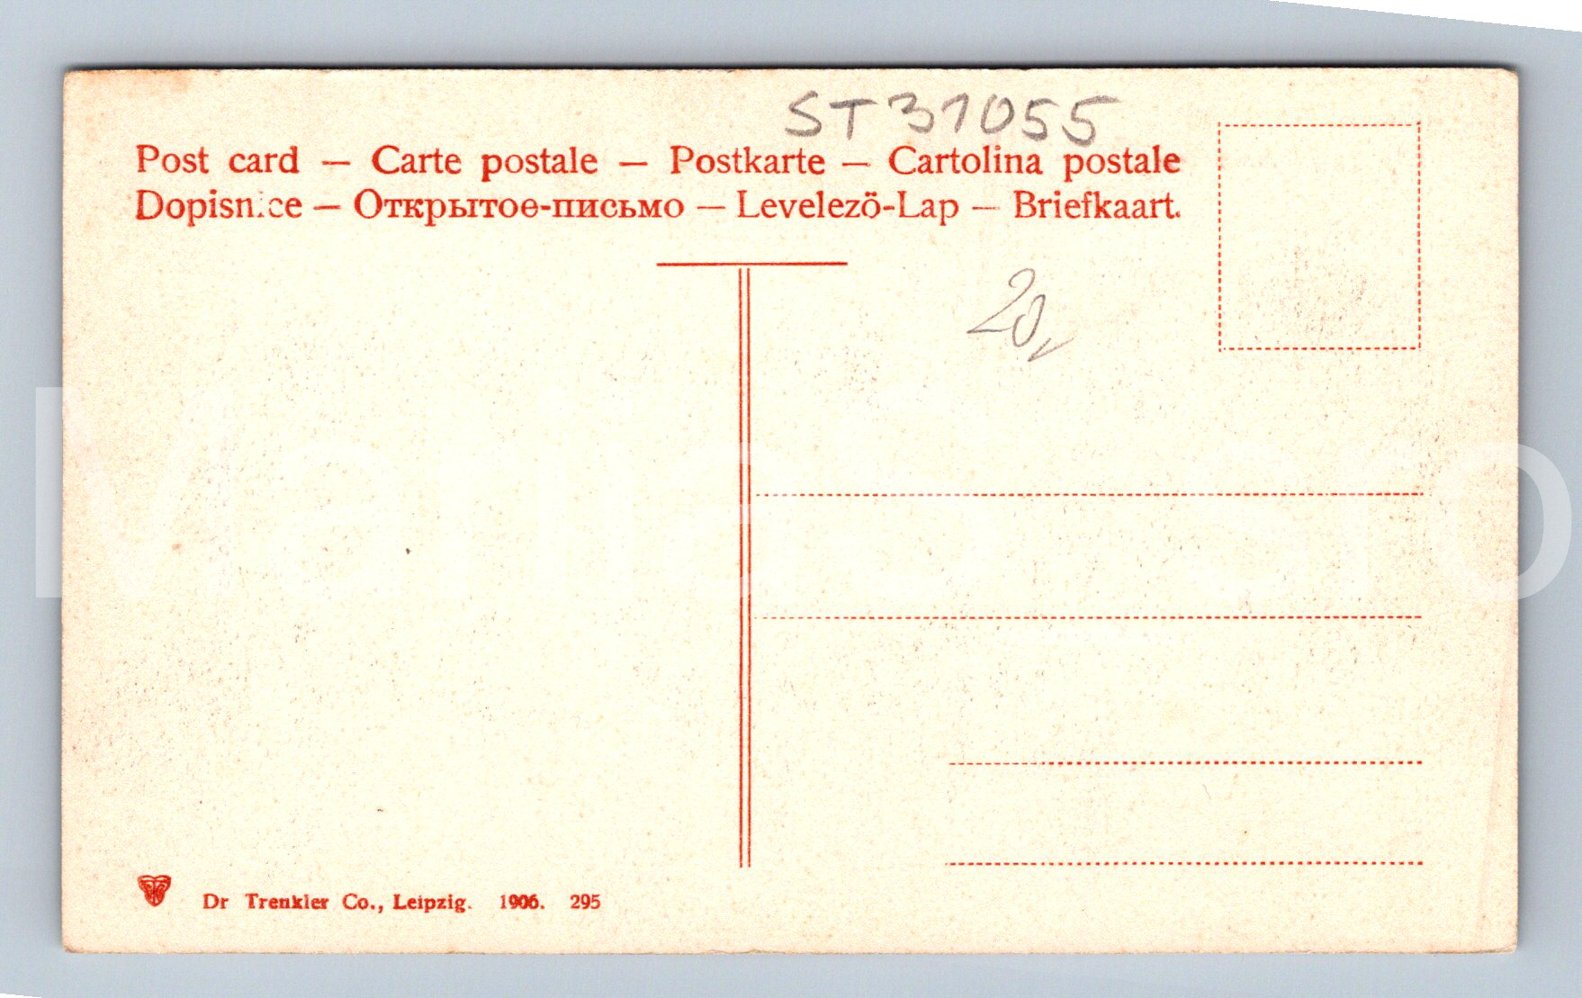 ST31055
Post card — Carte postale — Postkarte — Cartolina postale
Dopisnice — Открытое-письмо — Levelezö-Lap — Briefkaart.
20
Dr Trenkler Co., Leipzig. 1906. 295